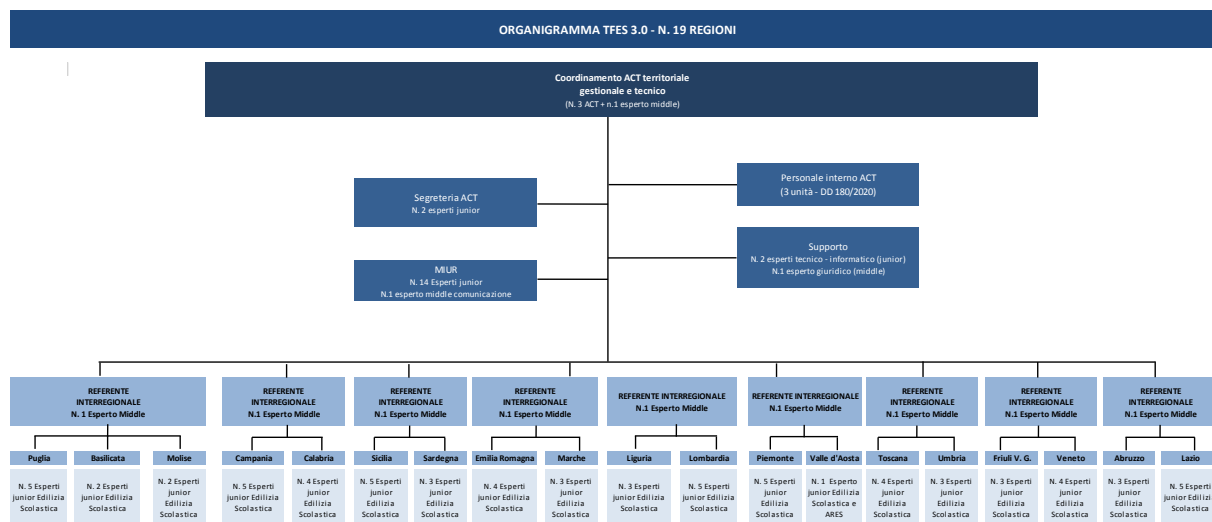 ORGANIGRAMMA TFES 3.0 - N. 19 REGIONI
Coordinamento ACT territoriale
gestionale e tecnico
(N. 3 ACT + n.1 esperto middle)
Segreteria ACT
N. 2 esperti junior
Personale interno ACT
(3 unità - DD 180/2020)
MIUR
N. 14 Esperti junior
N.1 esperto middle comunicazione
Supporto
N. 2 esperti tecnico - informatico (junior)
N.1 esperto giuridico (middle)
REFERENTE
INTERREGIONALE
N. 1 Esperto Middle
REFERENTE
INTERREGIONALE
N.1 Esperto Middle
REFERENTE
INTERREGIONALE
N.1 Esperto Middle
REFERENTE
INTERREGIONALE
N.1 Esperto Middle
REFERENTE INTERREGIONALE
N.1 Esperto Middle
REFERENTE INTERREGIONALE
N.1 Esperto Middle
REFERENTE
INTERREGIONALE
N.1 Esperto Middle
REFERENTE
INTERREGIONALE
N.1 Esperto Middle
REFERENTE
INTERREGIONALE
N.1 Esperto Middle
Puglia
Basilicata
Molise
Campania
Calabria
Sicilia
Sardegna
Emilia Romagna
Marche
Liguria
Lombardia
Piemonte
Valle d'Aosta
Toscana
Umbria
Friuli V. G.
Veneto
Abruzzo
Lazio
N. 5 Esperti
junior Edilizia
Scolastica
N. 2 Esperti
junior Edilizia
Scolastica
N. 2 Esperti
junior
Edilizia
Scolastica
N. 5 Esperti
junior Edilizia
Scolastica
N. 4 Esperti
junior
Edilizia
Scolastica
N. 5 Esperti
junior
Edilizia
Scolastica
N. 3 Esperti
junior
Edilizia
Scolastica
N. 4 Esperti
junior Edilizia
Scolastica
N. 3 Esperti
junior
Edilizia
Scolastica
N. 3 Esperti
junior Edilizia
Scolastica
N. 5 Esperti
junior Edilizia
Scolastica
N. 5 Esperti
junior
Edilizia
Scolastica
N. 1 Esperto
junior Edilizia
Scolastica e
ARES
N. 4 Esperti
junior
Edilizia
Scolastica
N. 3 Esperti
junior
Edilizia
Scolastica
N. 3 Esperti
junior
Edilizia
Scolastica
N. 4 Esperti
junior
Edilizia
Scolastica
N. 3 Esperti
junior
Edilizia
Scolastica
N. 5 Esperti
junior Edilizi
Scolastica